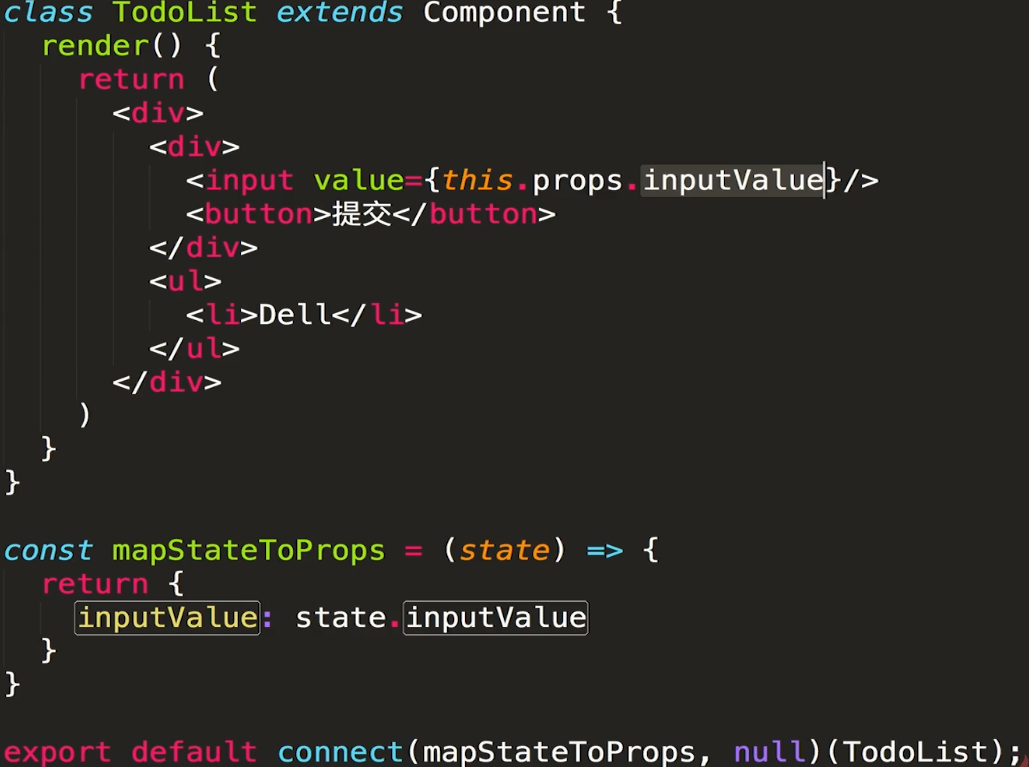 class TodoList extends Component {
render() {
return (
<div>
<div>
<input value={this.props.inputValue}/>
<button>提交</button>
</div>
<ul>
<li>Dell</li>
</ul>
</div>
)
}
}
const mapStateToProps = (state) => {
return {
inputValue: state.inputValue
}
}
export default connect(mapStateToProps, null)(TodoList);